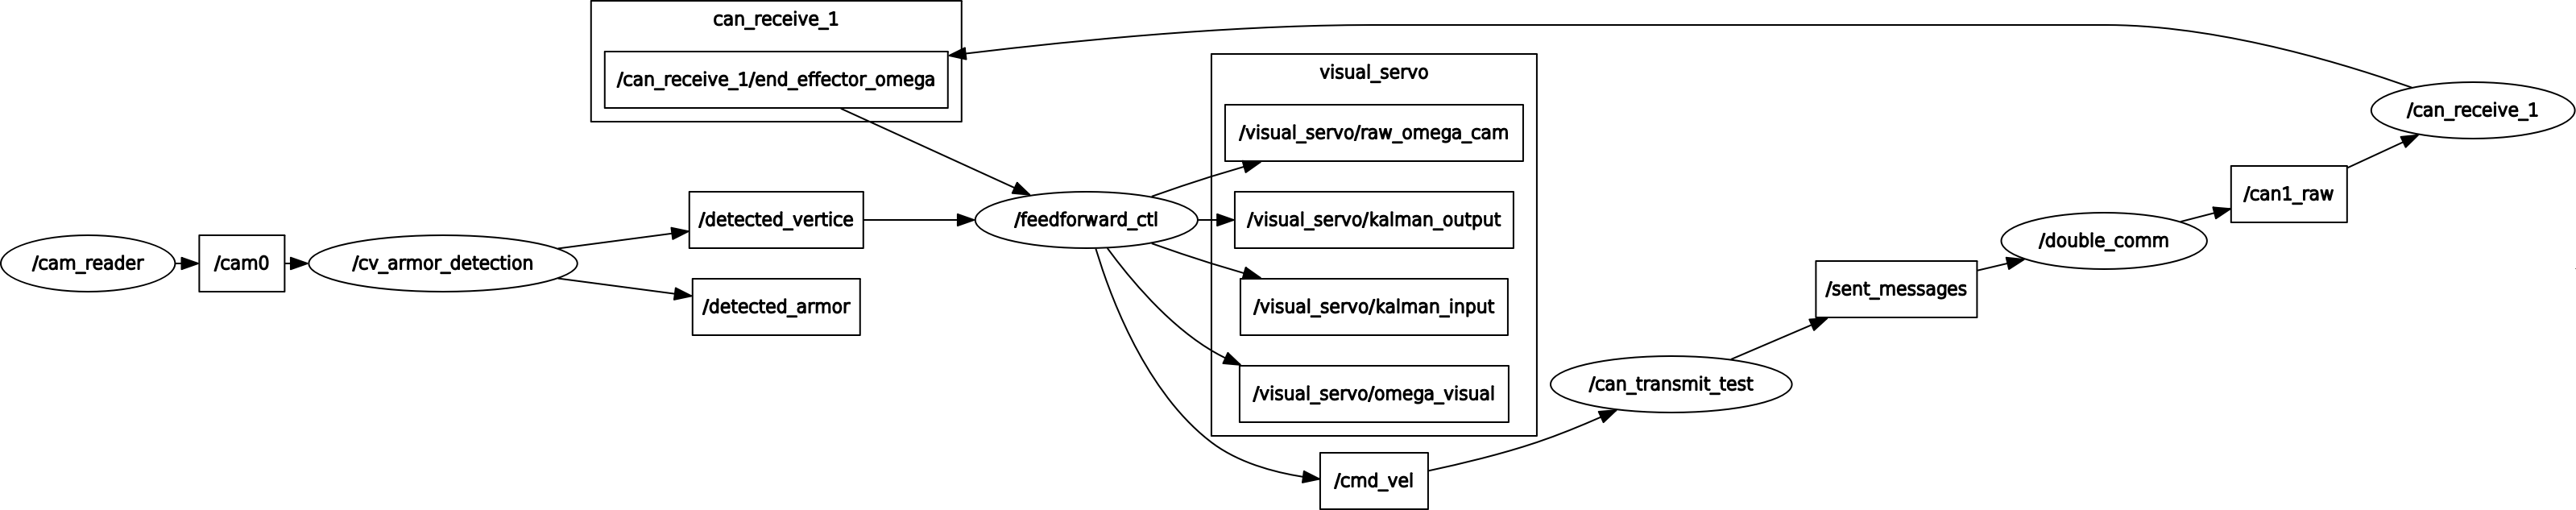 can_receive_1
/can_receive_1/end_effector_omega
visual_servo
/visual_servo/raw_omega_cam
/can_receive_1
/can1_raw
/detected_vertice
/feedforward_ctl
/visual_servo/kalman_output
/double_comm
/cam_reader
/cam0
/cv_armor_detection
/sent_messages
/detected_armor
/visual_servo/kalman_input
/visual_servo/omega_visual
/can_transmit_test
/cmd_vel